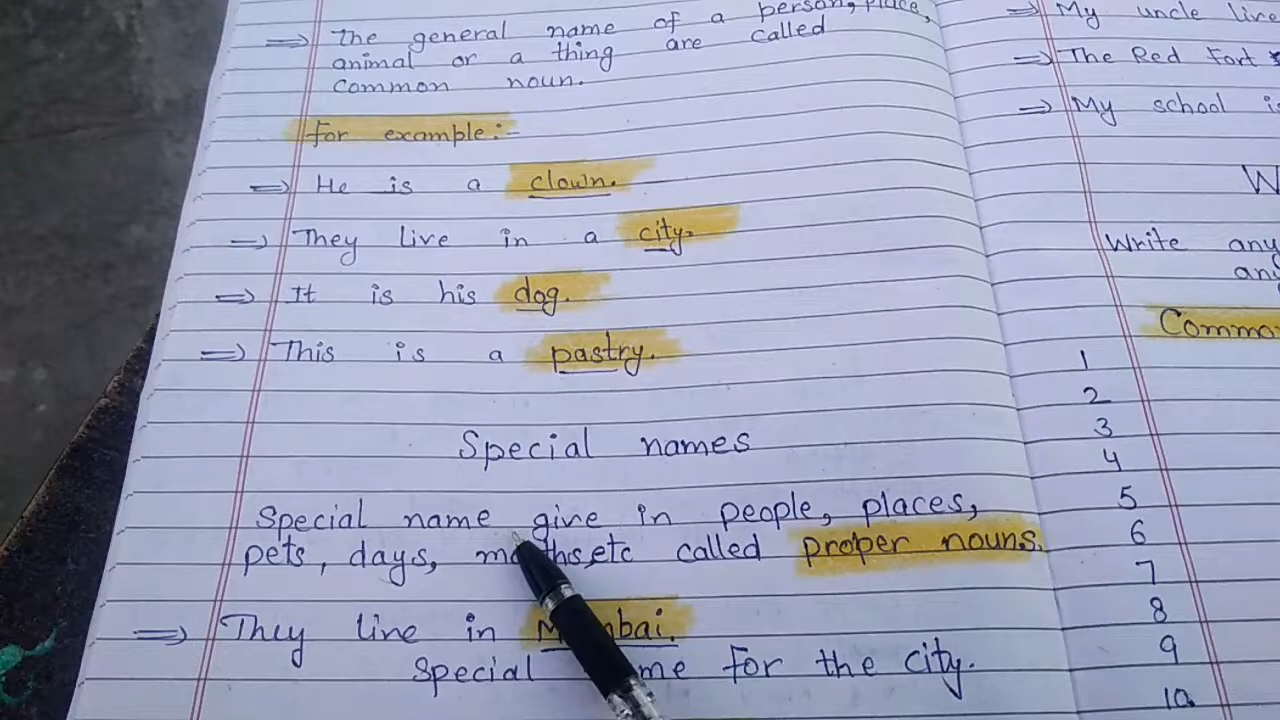 ⇒ the general name of a person, place,
animal or a thing are called
common noun.
for example:-
⇒ He is a clown.
⇒ They live in a city.
⇒ It is his dog.
⇒ This is a pastry.
Special names
Special name give in people, places,
pets, days, etc called proper nouns.
⇒ They line in
Special for the city.
⇒ My uncle live
⇒ The Red fort
⇒ My school is
Write any
any
1
2
3
4
5
6
7
8
9
10